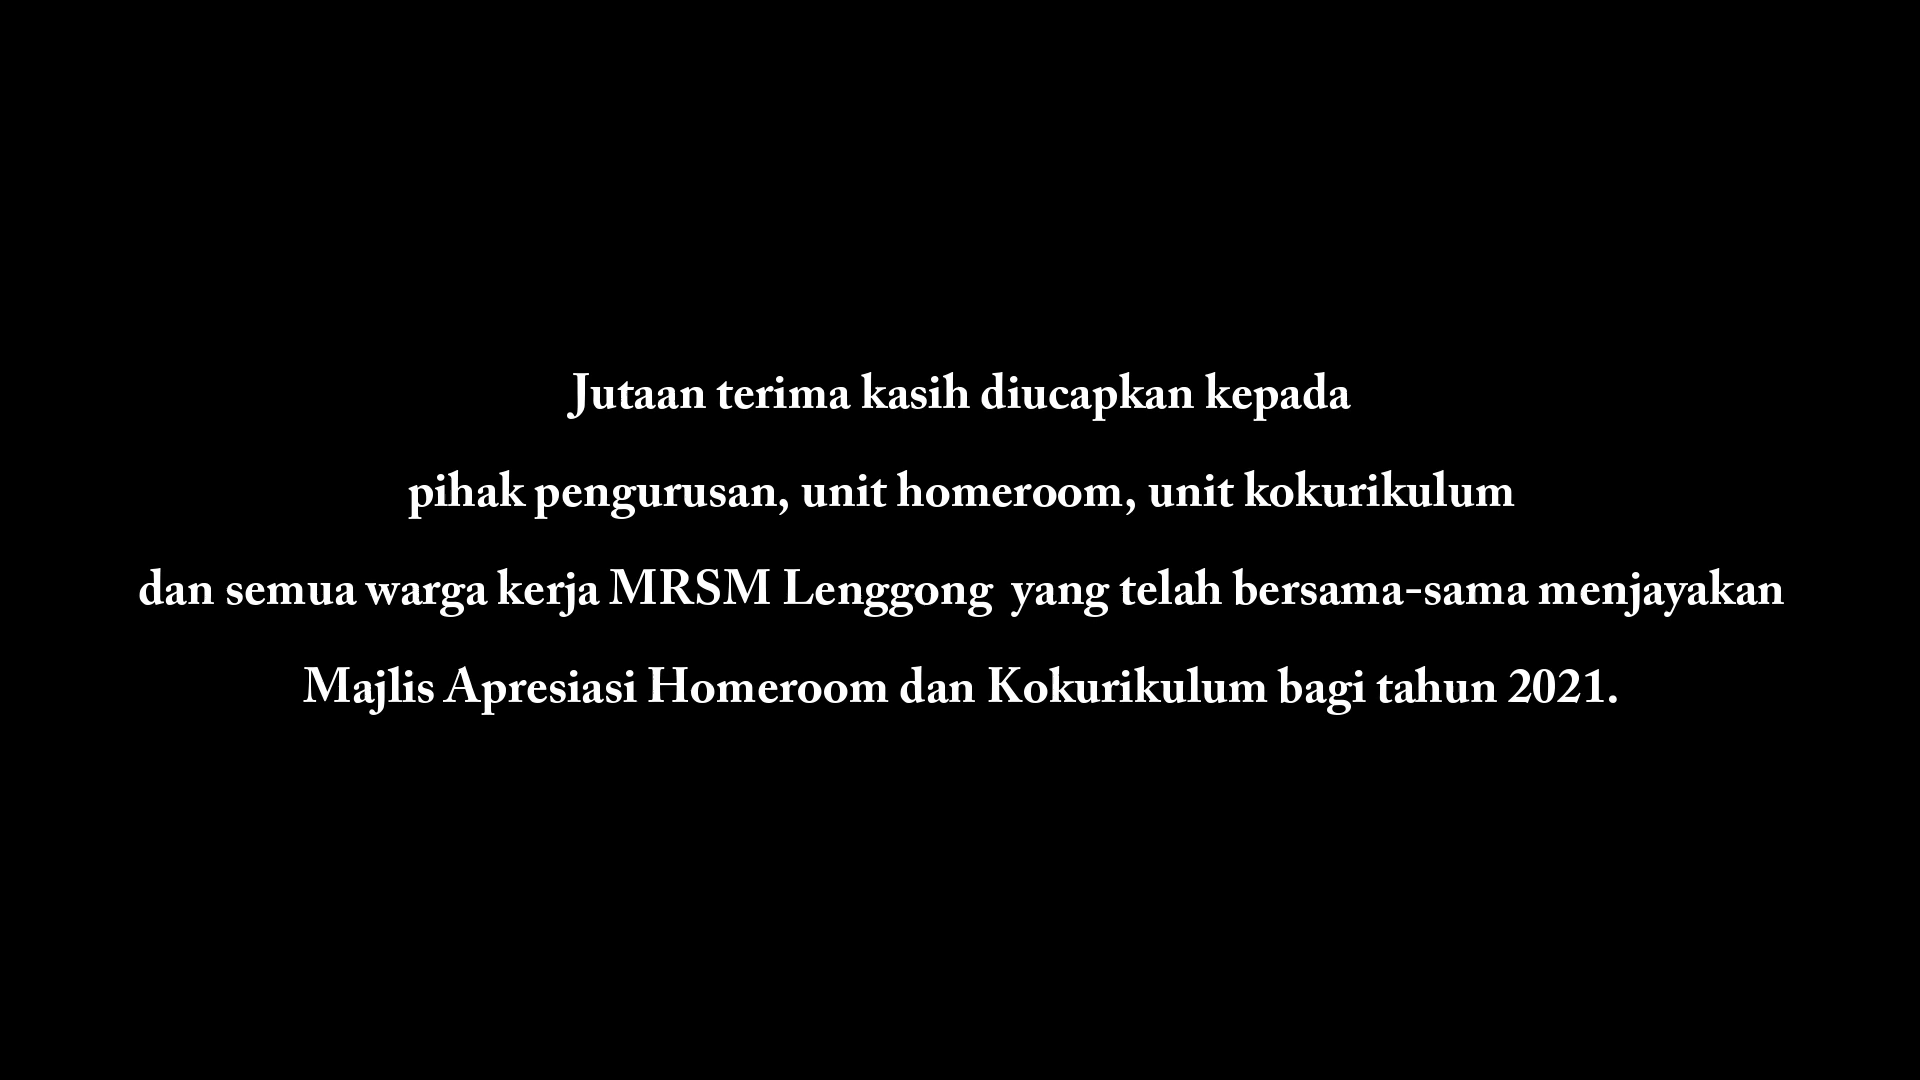 Jutaan terima kasih diucapkan kepada
pihak pengurusan, unit homeroom, unit kokurikulum
dan semua warga kerja MRSM Lenggong  yang telah bersama-sama menjayakan
Majlis Apresiasi Homeroom dan Kokurikulum bagi tahun 2021.